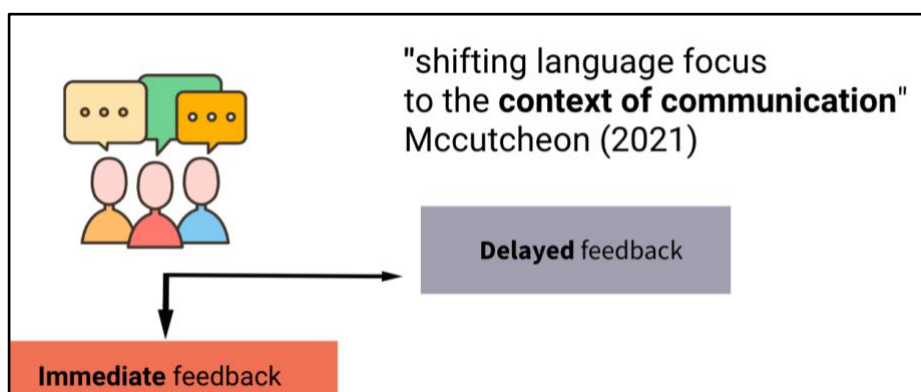 "shifting language focus
to the context of communication"
Mccutcheon (2021)
Delayed feedback
Immediate feedback